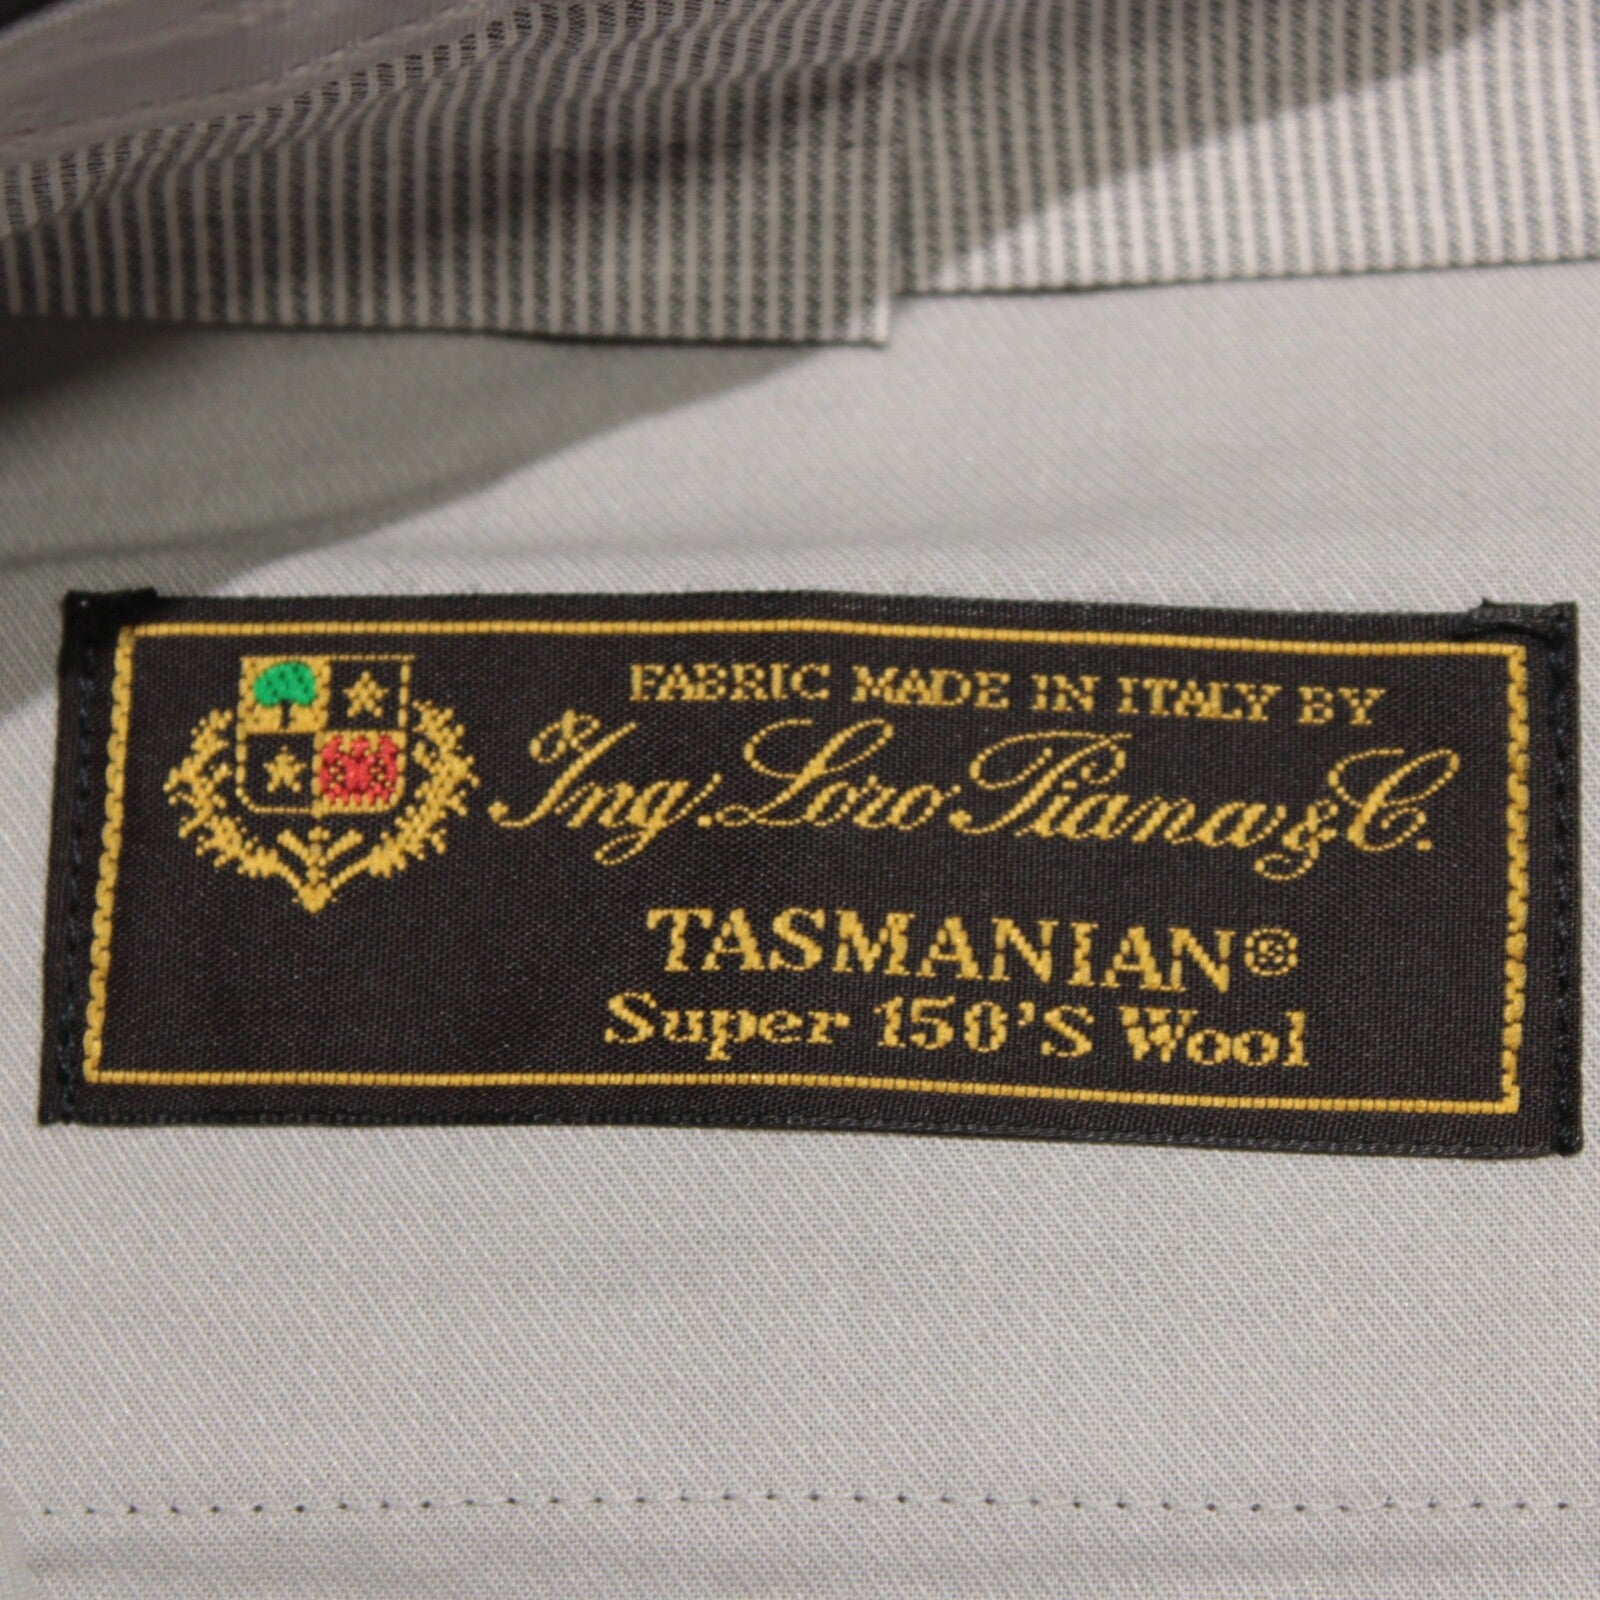 FABRIC MADE IN ITALY BY
Ing. Loro Piana & C.
TASMANIAN®
Super 150'S Wool